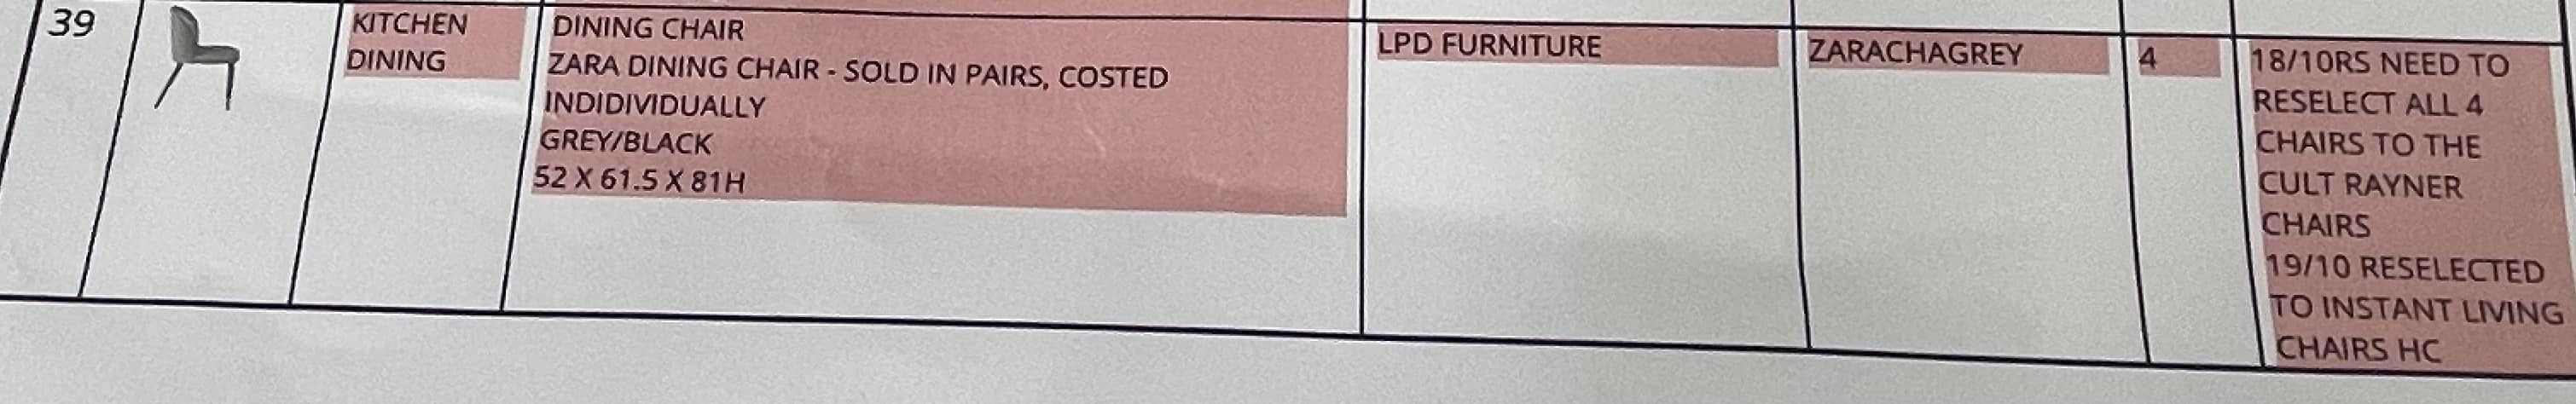 39
KITCHEN
DINING
DINING CHAIR
ZARA DINING CHAIR - SOLD IN PAIRS, COSTED
INDIDIVIDUALLY
GREY/BLACK
52 X 61.5 X 81H
LPD FURNITURE
ZARACHAGREY
4
18/10RS NEED TO
RESELECT ALL 4
CHAIRS TO THE
CULT RAYNER
CHAIRS
19/10 RESELECTED
TO INSTANT LIVING
CHAIRS HC